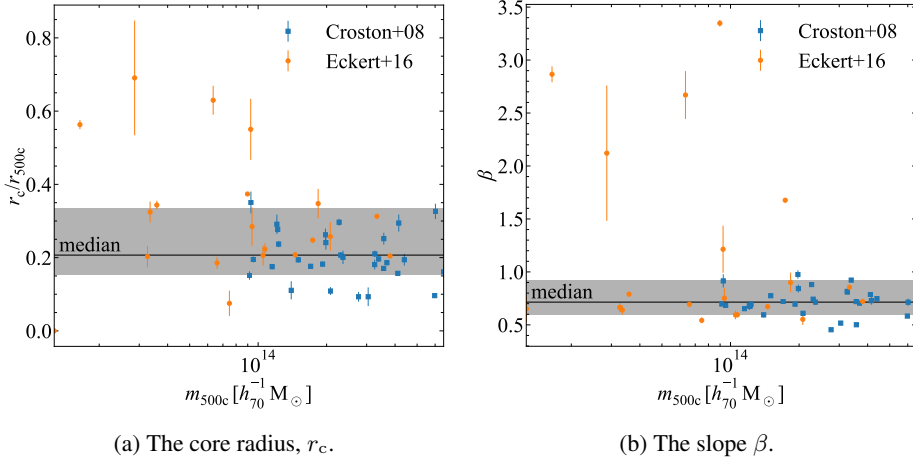 0.8
0.6
0.4
0.2
0.0
r_c/r_500c
Croston+08
Eckert+16
median
10^14
m_500c [h_70^-1 M_⊙]
(a) The core radius, r_c.
3.5
3.0
2.5
2.0
1.5
1.0
0.5
β
Croston+08
Eckert+16
median
10^14
m_500c [h_70^-1 M_⊙]
(b) The slope β.